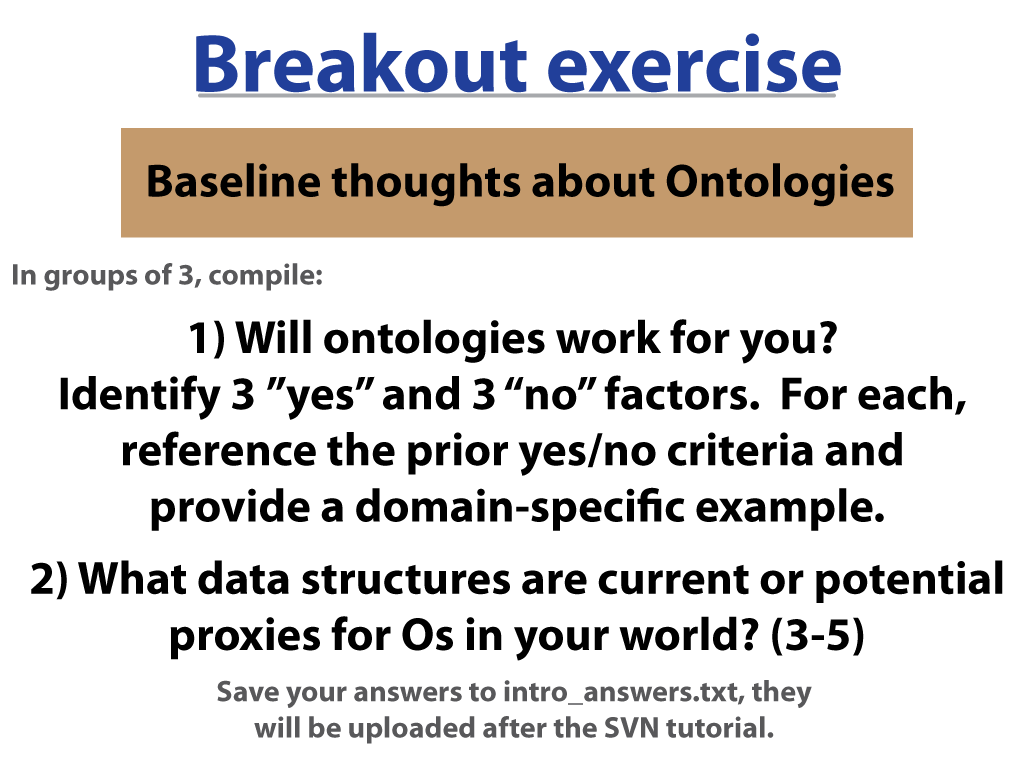 Breakout exercise
Baseline thoughts about Ontologies
In groups of 3, compile:
1) Will ontologies work for you?
Identify 3 ”yes” and 3 “no” factors.  For each,
reference the prior yes/no criteria and
provide a domain-specific example.
2) What data structures are current or potential
proxies for Os in your world? (3-5)
Save your answers to intro_answers.txt, they
will be uploaded after the SVN tutorial.